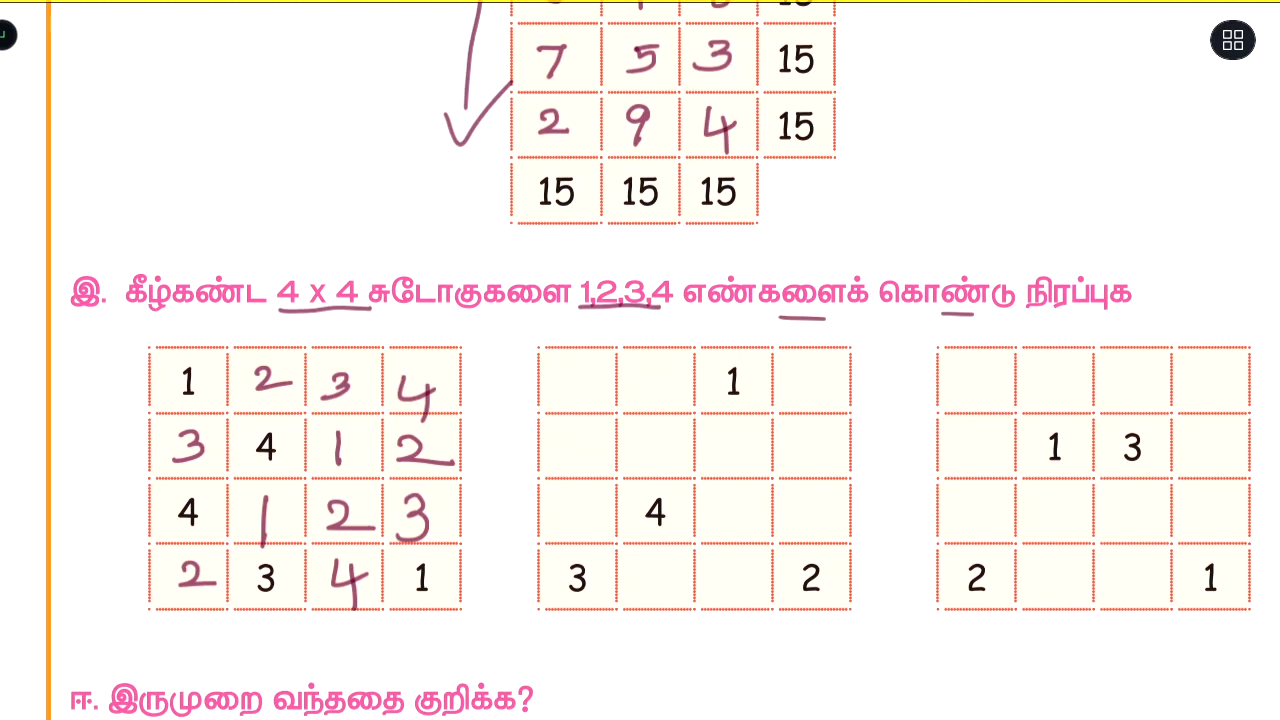 7 5 3 15
2 9 4 15
15 15 15
இ. கீழ்கண்ட 4 x 4 சுடோகுகளை 1,2,3,4 எண்களைக் கொண்டு நிரப்புக
1 2 3 4 1
3 4 1 2 1 3
4 1 2 3 4
2 3 4 1 3 2 2 1
ஈ. இருமுறை வந்ததை குறிக்க?